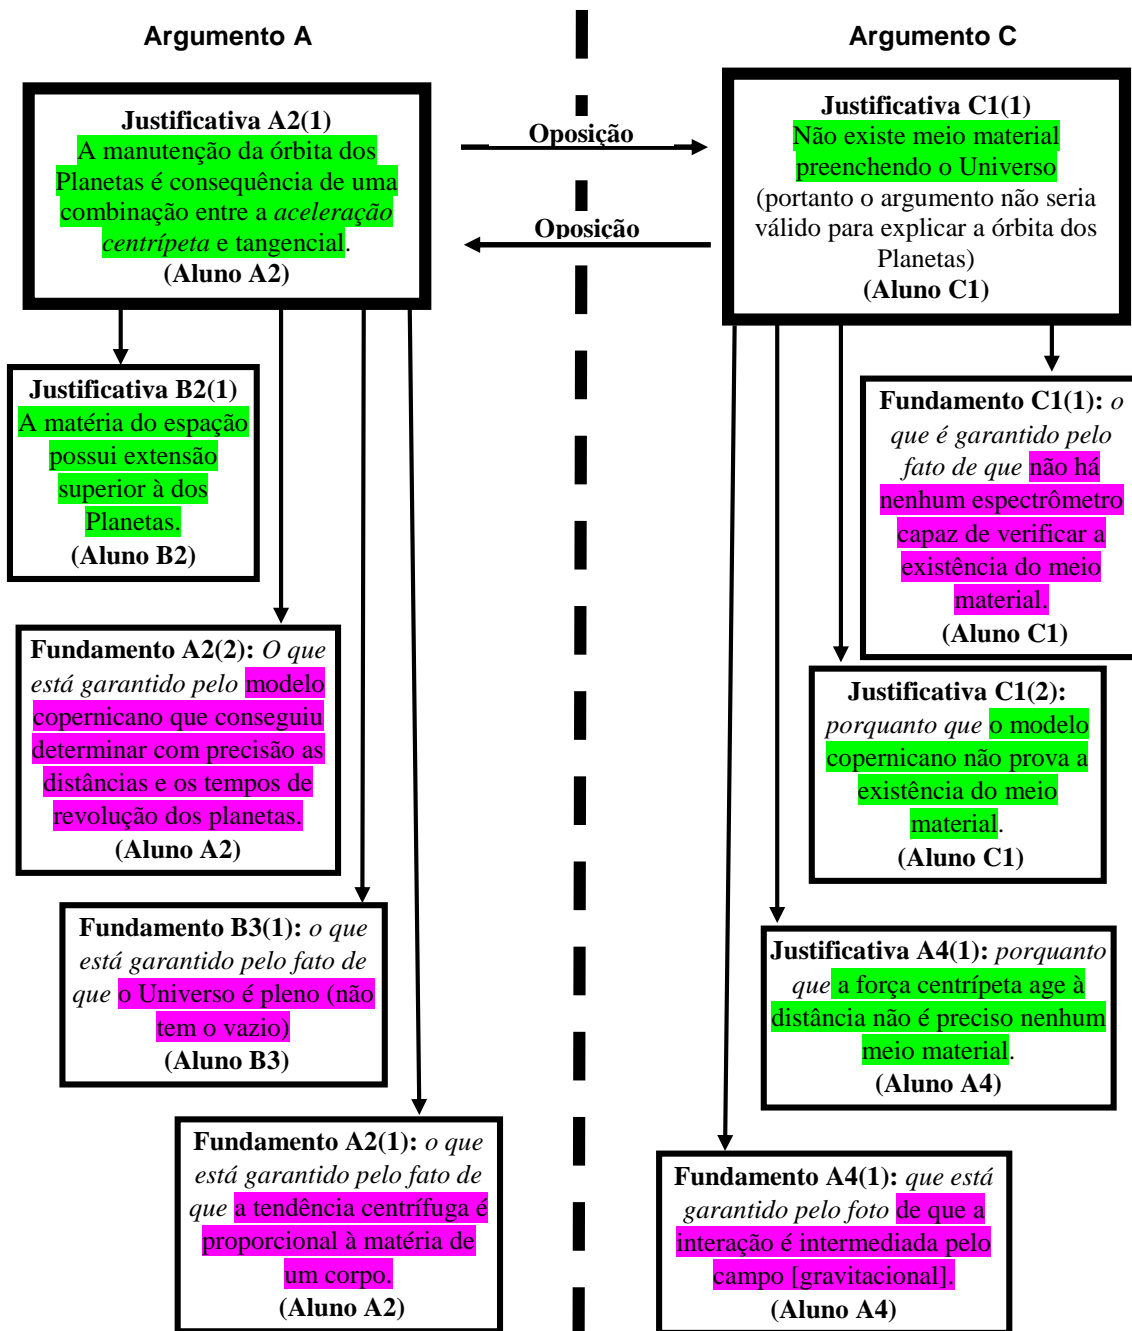 Argumento A
Justificativa A2(1)
A manutenção da órbita dos
Planetas é consequência de uma
combinação entre a aceleração
centrípeta e tangencial.
(Aluno A2)
Oposição
Oposição
Argumento C
Justificativa C1(1)
Não existe meio material
preenchendo o Universo
(portanto o argumento não seria
válido para explicar a órbita dos
Planetas)
(Aluno C1)
Justificativa B2(1)
A matéria do espação
possui extensão
superior à dos
Planetas.
(Aluno B2)
Fundamento A2(2): O que
está garantido pelo modelo
copernicano que conseguiu
determinar com precisão as
distâncias e os tempos de
revolução dos planetas.
(Aluno A2)
Fundamento B3(1): o que
está garantido pelo fato de
que o Universo é pleno (não
tem o vazio)
(Aluno B3)
Fundamento A2(1): o que
está garantido pelo fato de
que a tendência centrífuga é
proporcional à matéria de
um corpo.
(Aluno A2)
Fundamento C1(1): o
que é garantido pelo
fato de que não há
nenhum espectrômetro
capaz de verificar a
existência do meio
material.
(Aluno C1)
Justificativa C1(2):
porquanto que o modelo
copernicano não prova a
existência do meio
material.
(Aluno C1)
Justificativa A4(1): porquanto
que a força centrípeta age à
distância não é preciso nenhum
meio material.
(Aluno A4)
Fundamento A4(1): que está
garantido pelo foto de que a
interação é intermediada pelo
campo [gravitacional].
(Aluno A4)